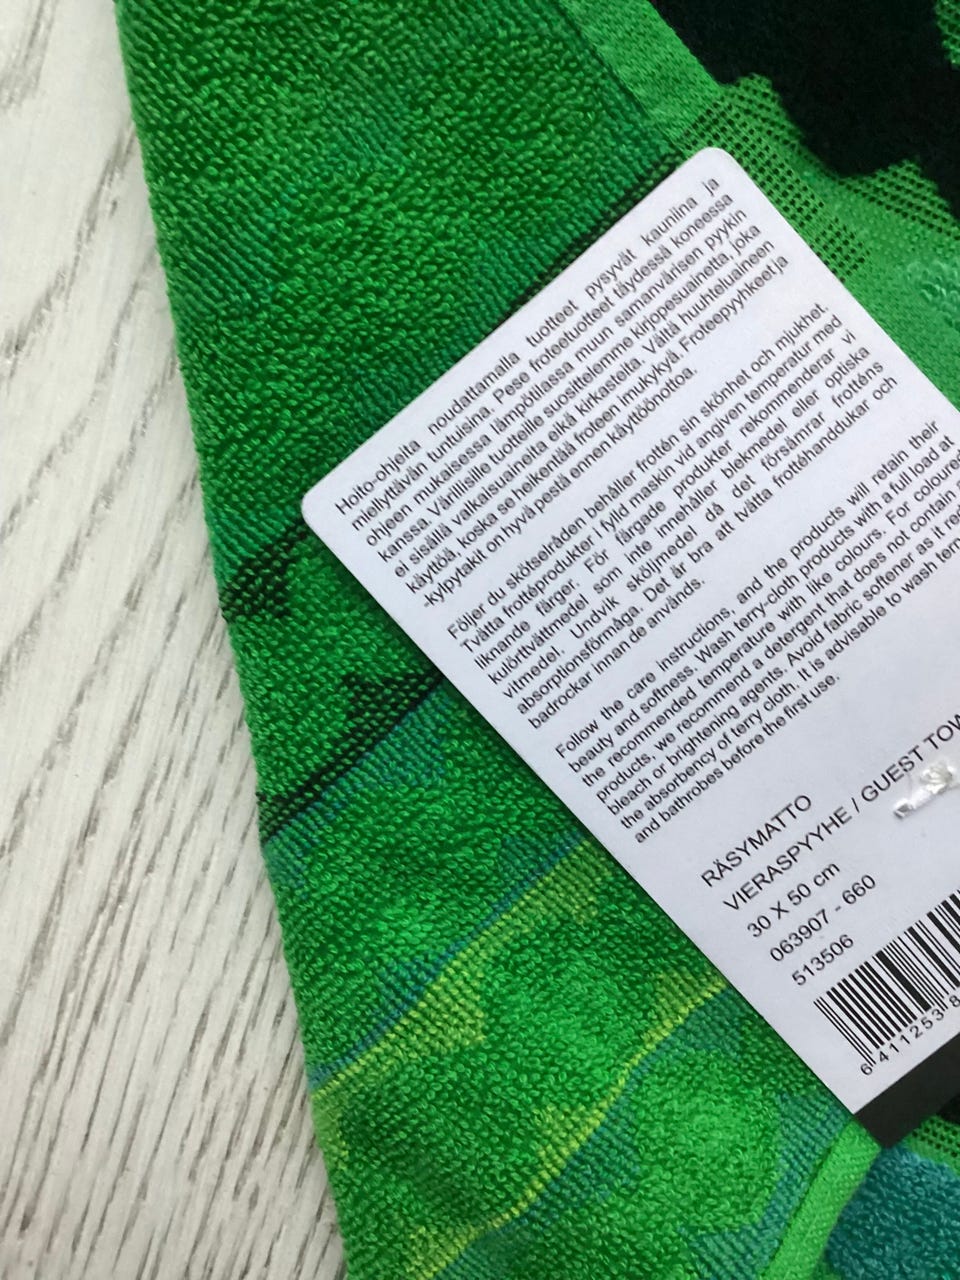 Hoito-ohjeita noudattamalla tuotteet pysyvät kauniina ja
miellyttävän tuntuisina. Pese froteetuotteet täydessä koneessa
ohjeen mukaisessa lämpötilassa muun samanvärisen pyykin
kanssa. Värillisille tuotteille suosittelemme kirjopesuainetta, joka
ei sisällä valkaisuaineita eikä kirkasteita. Vältä huuhteluaineen
käyttöä, koska se heikentää froteen imukykyä. Froteepyyhkeet ja
-kylpytakit on hyvä pestä ennen käyttöönottoa.
Följer du skötselråden behåller frottén sin skönhet och mjukhet.
Tvätta frottéprodukter i fylld maskin vid angiven temperatur med
liknande färger. För färgade produkter rekommenderar vi
kulörttvättmedel som inte innehåller blekmedel eller optiska
vitmedel. Undvik sköljmedel då det försämrar frotténs
absorptionsförmåga. Det är bra att tvätta frottéhanddukar och
badrockar innan de används.
Follow the care instructions, and the products will retain their
beauty and softness. Wash terry-cloth products with a full load at
the recommended temperature with like colours. For coloured
products, we recommend a detergent that does not contain
bleach or brightening agents. Avoid fabric softener as it
the absorbency of terry cloth. It is advisable to wash
and bathrobes before the first use.
RÄSYMATTO
VIERASPYYHE / GUEST
30 X 50 cm
063907 - 660
513506
6 411253 8